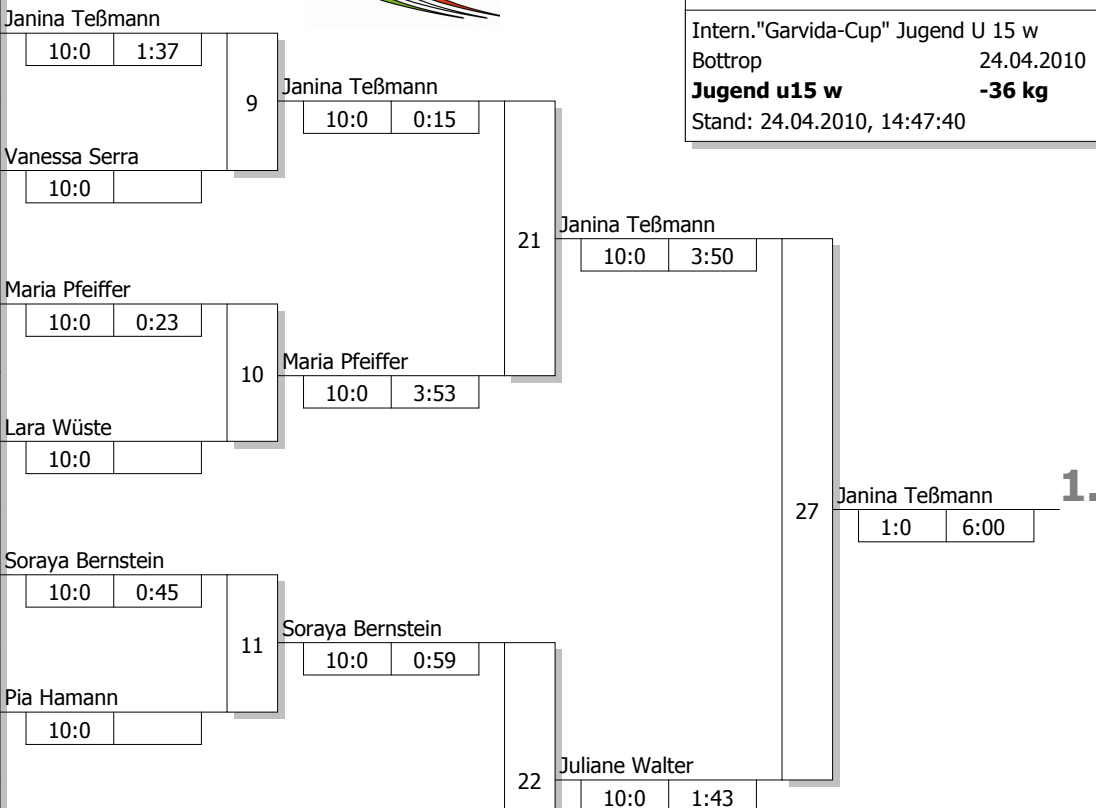 Janina Teßmann
10:0 1:37
Vanessa Serra
10:0
9
Janina Teßmann
10:0 0:15
Maria Pfeiffer
10:0 0:23
Lara Wüste
10:0
10
Maria Pfeiffer
10:0 3:53
21
Janina Teßmann
10:0 3:50
Soraya Bernstein
10:0 0:45
Pia Hamann
10:0
11
Soraya Bernstein
10:0 0:59
22
Juliane Walter
10:0 1:43
27
Janina Teßmann
1:0 6:00
1.
Intern."Garvida-Cup" Jugend U 15 w
Bottrop 24.04.2010
Jugend u15 w -36 kg
Stand: 24.04.2010, 14:47:40